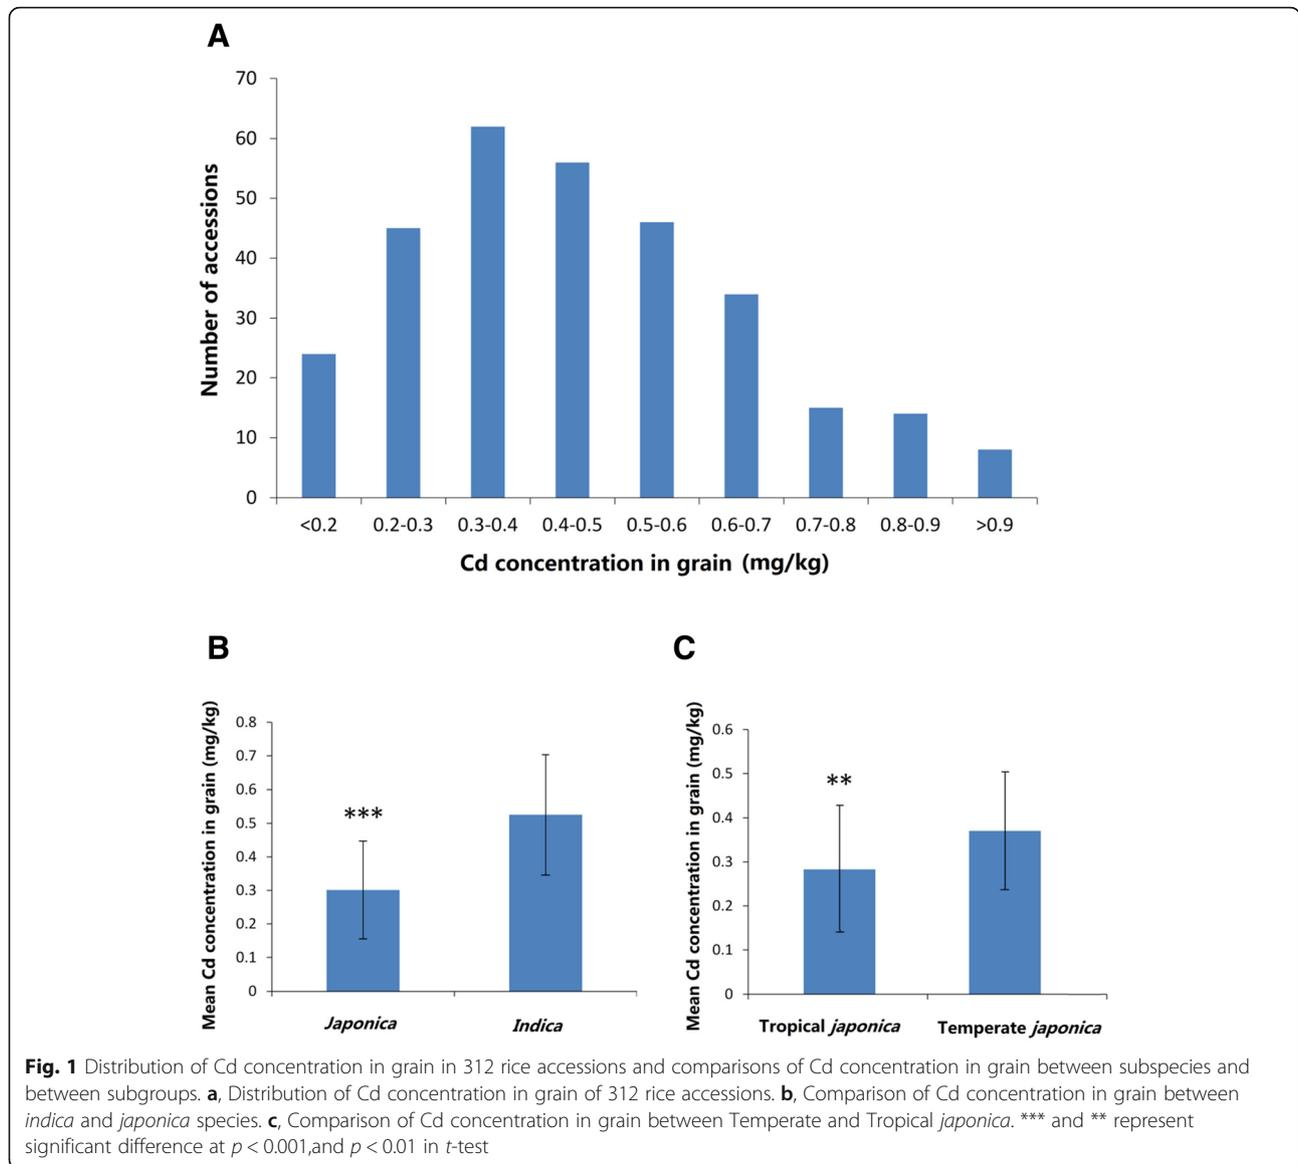 A
70
60
50
40
30
20
10
0
Number of accessions
<0.2 0.2-0.3 0.3-0.4 0.4-0.5 0.5-0.6 0.6-0.7 0.7-0.8 0.8-0.9 >0.9
Cd concentration in grain (mg/kg)
B
0.8
0.7
0.6
0.5
0.4
0.3
0.2
0.1
0
Mean Cd concentration in grain (mg/kg)
***
Japonica Indica
C
0.6
0.5
0.4
0.3
0.2
0.1
0
Mean Cd concentration in grain (mg/kg)
**
Tropical japonica Temperate japonica
Fig. 1 Distribution of Cd concentration in grain in 312 rice accessions and comparisons of Cd concentration in grain between subspecies and
between subgroups. a, Distribution of Cd concentration in grain of 312 rice accessions. b, Comparison of Cd concentration in grain between
indica and japonica species. c, Comparison of Cd concentration in grain between Temperate and Tropical japonica. *** and ** represent
significant difference at p < 0.001,and p < 0.01 in t-test